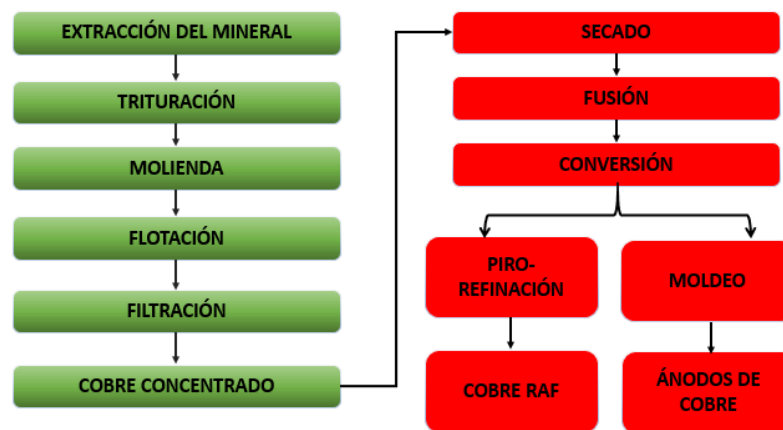 EXTRACCIÓN DEL MINERAL
TRITURACIÓN
MOLIENDA
FLOTACIÓN
FILTRACIÓN
COBRE CONCENTRADO
SECADO
FUSIÓN
CONVERSIÓN
PIRO-
REFINACIÓN
COBRE RAF
MOLDEO
ÁNODOS DE
COBRE